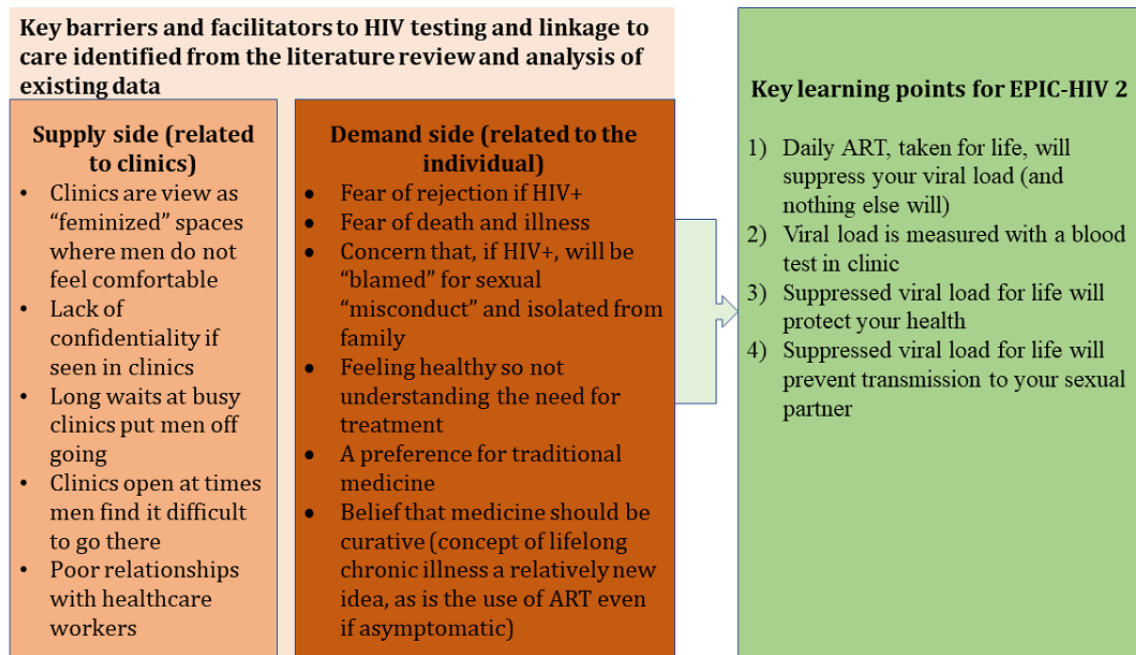 Key barriers and facilitators to HIV testing and linkage to
care identified from the literature review and analysis of
existing data
Supply side (related
to clinics)
• Clinics are view as
“feminized” spaces
where men do not
feel comfortable
• Lack of
confidentiality if
seen in clinics
• Long waits at busy
clinics put men off
going
• Clinics open at times
men find it difficult
to go there
• Poor relationships
with healthcare
workers
Demand side (related to the
individual)
• Fear of rejection if HIV+
• Fear of death and illness
• Concern that, if HIV+, will be
“blamed” for sexual
“misconduct” and isolated from
family
• Feeling healthy so not
understanding the need for
treatment
• A preference for traditional
medicine
• Belief that medicine should be
curative (concept of lifelong
chronic illness a relatively new
idea, as is the use of ART even
if asymptomatic)
Key learning points for EPIC-HIV 2
1) Daily ART, taken for life, will
suppress your viral load (and
nothing else will)
2) Viral load is measured with a blood
test in clinic
3) Suppressed viral load for life will
protect your health
4) Suppressed viral load for life will
prevent transmission to your sexual
partner